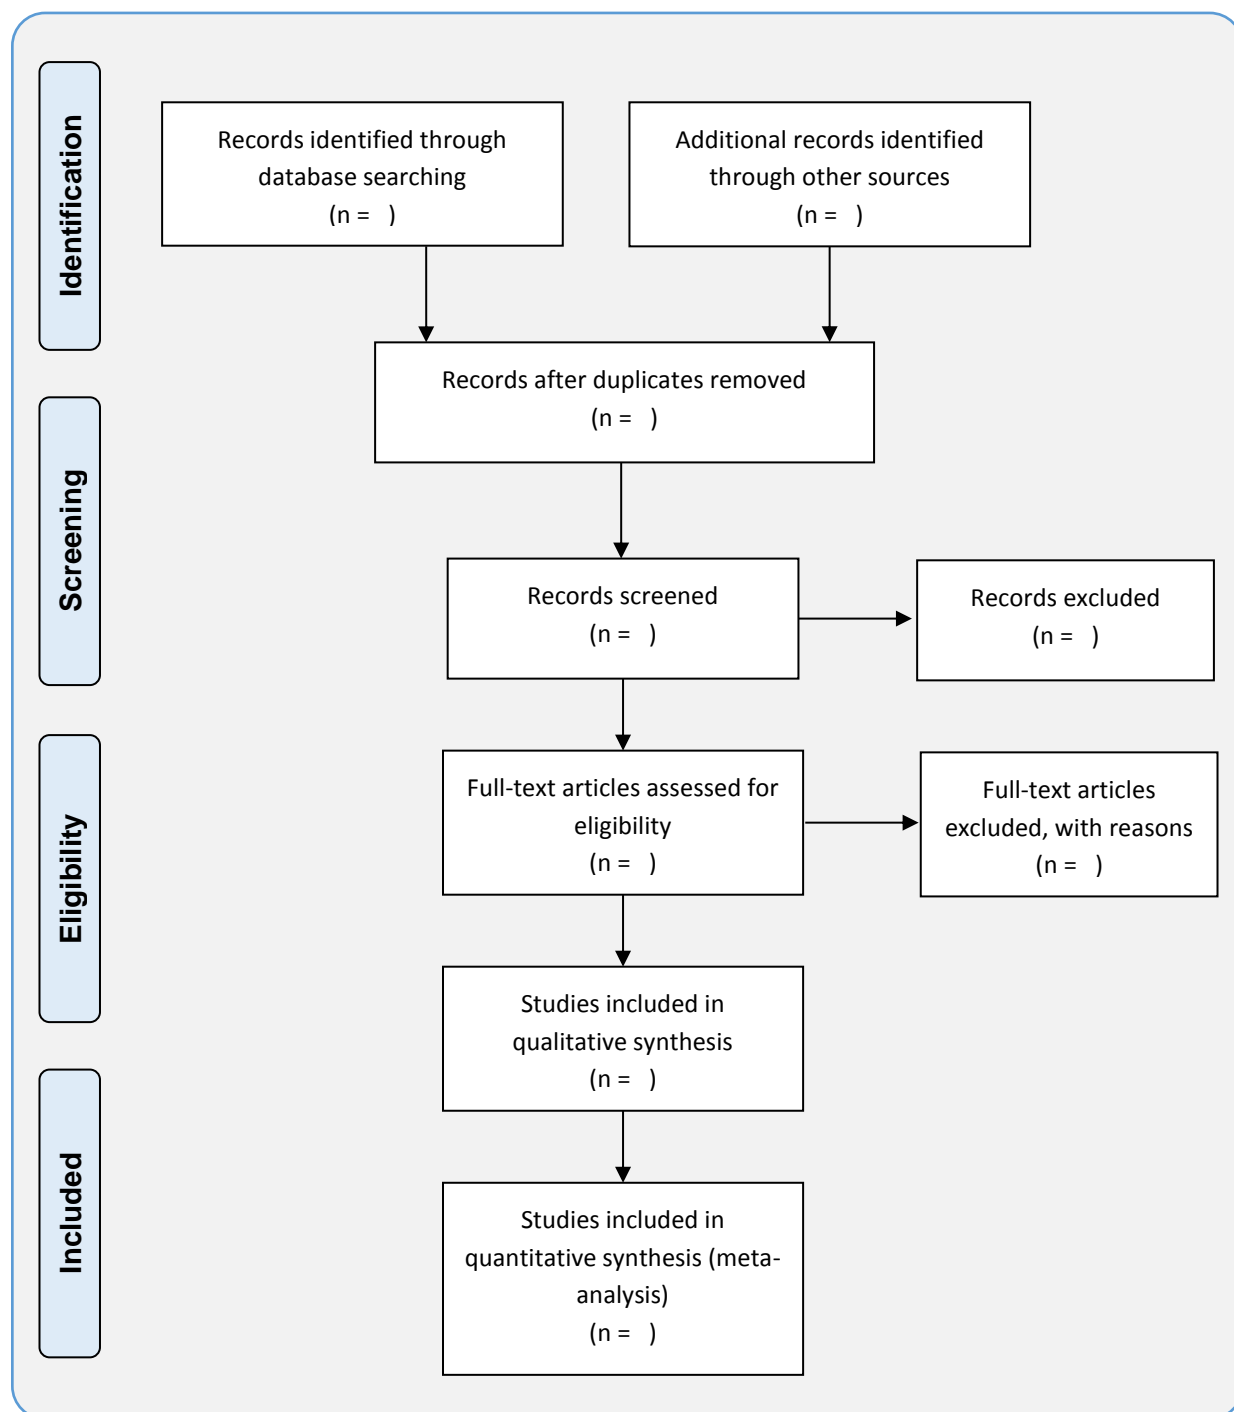 Identification
Records identified through
database searching
(n =   )
Additional records identified
through other sources
(n =   )
Records after duplicates removed
(n =   )
Screening
Records screened
(n =   )
Records excluded
(n =   )
Eligibility
Full-text articles assessed for
eligibility
(n =   )
Full-text articles
excluded, with reasons
(n =   )
Studies included in
qualitative synthesis
(n =   )
Included
Studies included in
quantitative synthesis (meta-
analysis)
(n =   )